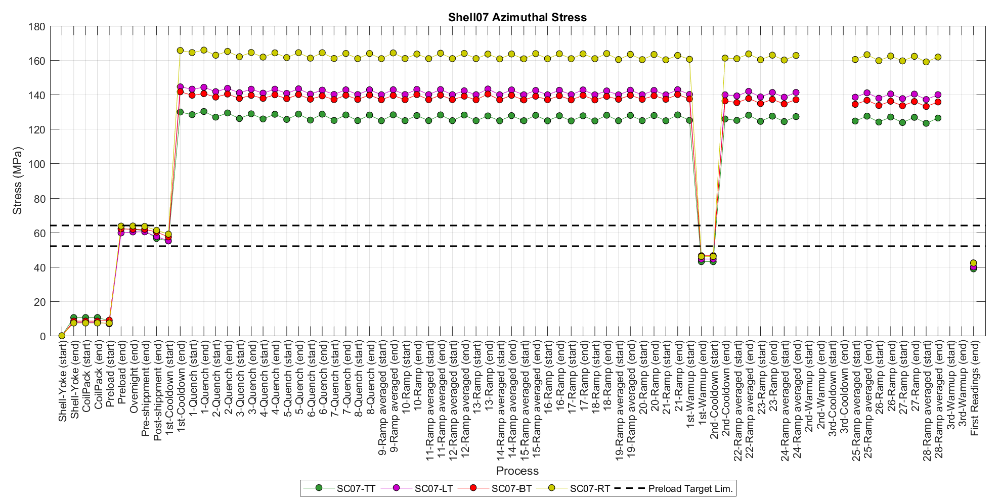 Shell07 Azimuthal Stress
180
160
140
120
100
80
60
40
20
0
Stress (MPa)
Shell-Yoke (start)
Shell-Yoke (end)
CoilPack (start)
CoilPack (end)
Preload (start)
Preload (end)
Overnight (end)
Pre-shippment (end)
Post-shippment (end)
1st-Cooldown (start)
1st-Cooldown (end)
1-Quench (start)
1-Quench (end)
2-Quench (start)
2-Quench (end)
3-Quench (start)
3-Quench (end)
4-Quench (start)
4-Quench (end)
5-Quench (start)
5-Quench (end)
6-Quench (start)
6-Quench (end)
7-Quench (start)
7-Quench (end)
8-Quench (start)
8-Quench (end)
9-Ramp averaged (start)
9-Ramp averaged (end)
10-Ramp (start)
10-Ramp (end)
11-Ramp averaged (start)
11-Ramp averaged (end)
12-Ramp averaged (start)
12-Ramp averaged (end)
13-Ramp (start)
13-Ramp (end)
14-Ramp averaged (start)
14-Ramp averaged (end)
15-Ramp averaged (start)
15-Ramp averaged (end)
16-Ramp (start)
16-Ramp (end)
17-Ramp (start)
17-Ramp (end)
18-Ramp (start)
18-Ramp (end)
19-Ramp averaged (start)
19-Ramp averaged (end)
20-Ramp (start)
20-Ramp (end)
21-Ramp (start)
21-Ramp (end)
1st-Warmup (start)
1st-Warmup (end)
2nd-Cooldown (start)
2nd-Cooldown (end)
22-Ramp averaged (start)
22-Ramp averaged (end)
23-Ramp (start)
23-Ramp (end)
24-Ramp averaged (start)
24-Ramp averaged (end)
2nd-Warmup (start)
2nd-Warmup (end)
3rd-Cooldown (start)
3rd-Cooldown (end)
25-Ramp averaged (start)
25-Ramp averaged (end)
26-Ramp (start)
26-Ramp (end)
27-Ramp (start)
27-Ramp (end)
28-Ramp averaged (start)
28-Ramp averaged (end)
3rd-Warmup (start)
3rd-Warmup (end)
First Readings (end)
Process
SC07-TT SC07-LT SC07-BT SC07-RT Preload Target Lim.